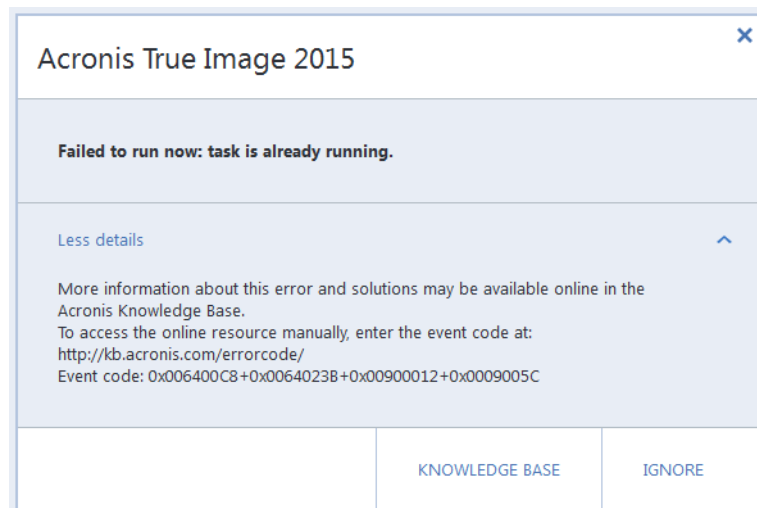 Acronis True Image 2015
Failed to run now: task is already running.
Less details
More information about this error and solutions may be available online in the
Acronis Knowledge Base.
To access the online resource manually, enter the event code at:
http://kb.acronis.com/errorcode/
Event code: 0x006400C8+0x0064023B+0x00900012+0x0009005C
KNOWLEDGE BASE
IGNORE